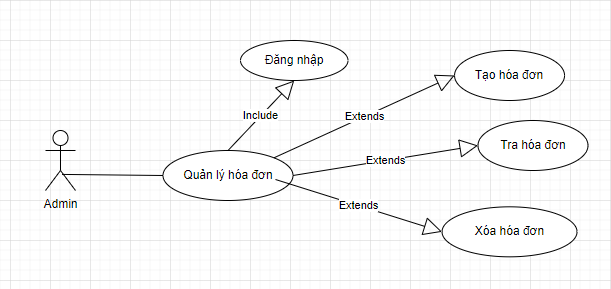 Đăng nhập
Tạo hóa đơn
Include
Extends
Tra hóa đơn
Extends
Quản lý hóa đơn
Admin
Extends
Xóa hóa đơn